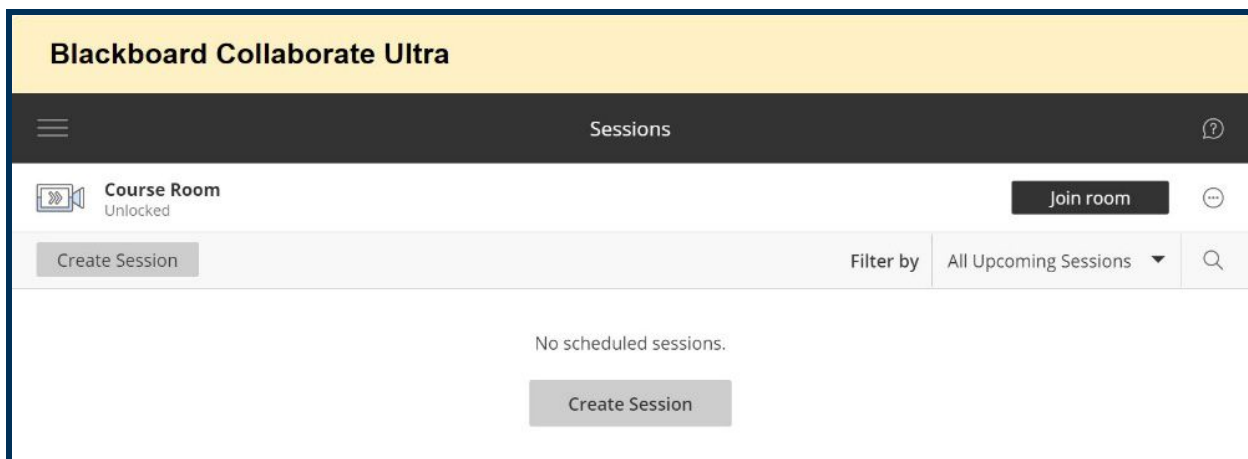 Blackboard Collaborate Ultra
Sessions
Course Room
Unlocked
Join room
Create Session
Filter by
All Upcoming Sessions
No scheduled sessions.
Create Session